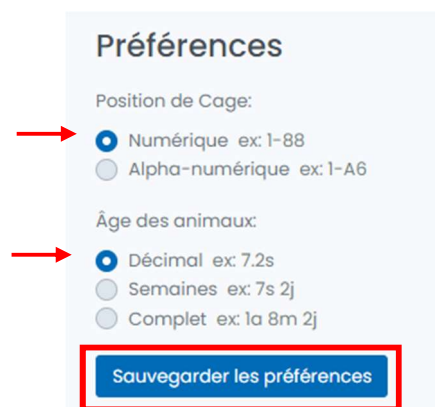 Préférences
Position de Cage:
Numérique ex: 1-88
Alpha-numérique ex: 1-A6
Âge des animaux:
Décimal ex: 7.2s
Semaines ex: 7s 2j
Complet ex: 1a 8m 2j
Sauvegarder les préférences